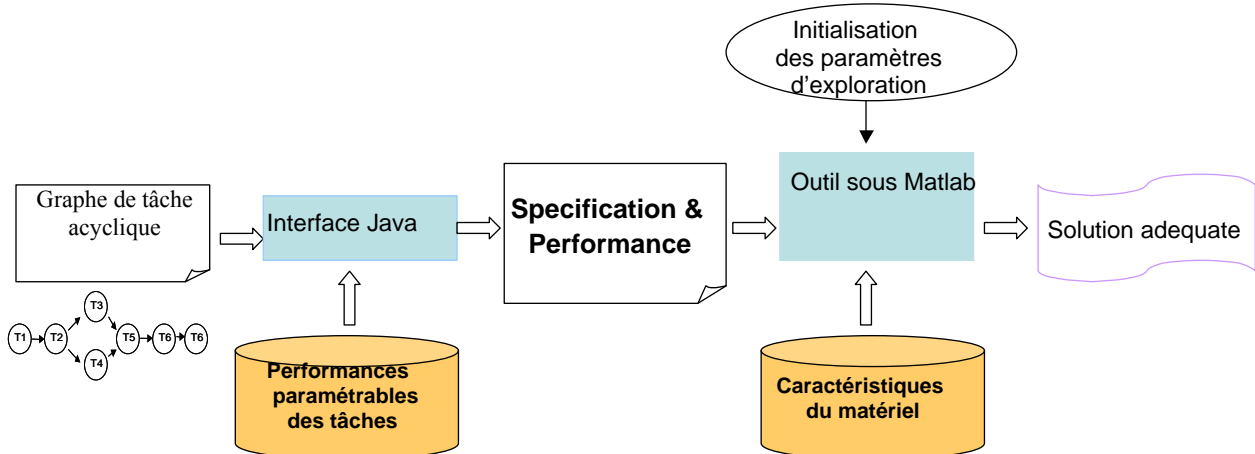 Initialisation
des paramètres
d'exploration
Graphe de tâche
acyclique
Interface Java
Specification &
Performance
Outil sous Matlab
Solution adequate
T1
T2
T3
T4
T5
T6
T6
Performances
paramétrables
des tâches
Caractéristiques
du matériel